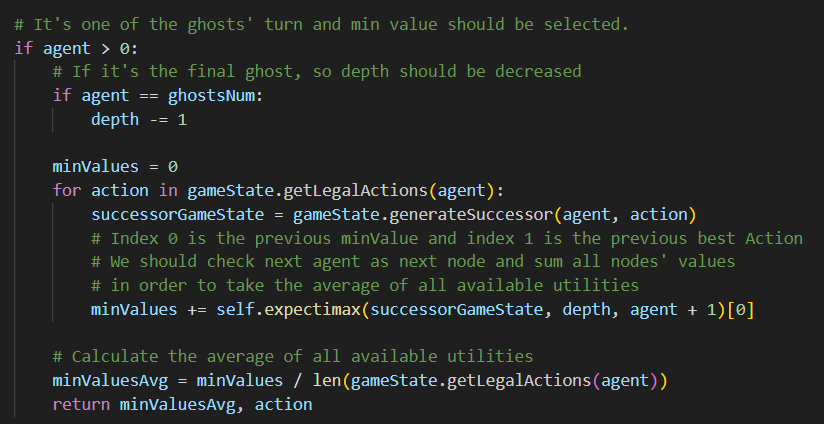 # It's one of the ghosts' turn and min value should be selected.
if agent > 0:
    # If it's the final ghost, so depth should be decreased
    if agent == ghostsNum:
        depth -= 1

    minValues = 0
    for action in gameState.getLegalActions(agent):
        successorGameState = gameState.generateSuccessor(agent, action)
        # Index 0 is the previous minValue and index 1 is the previous best Action
        # We should check next agent as next node and sum all nodes' values
        # in order to take the average of all available utilities
        minValues += self.expectimax(successorGameState, depth, agent + 1)[0]

    # Calculate the average of all available utilities
    minValuesAvg = minValues / len(gameState.getLegalActions(agent))
    return minValuesAvg, action